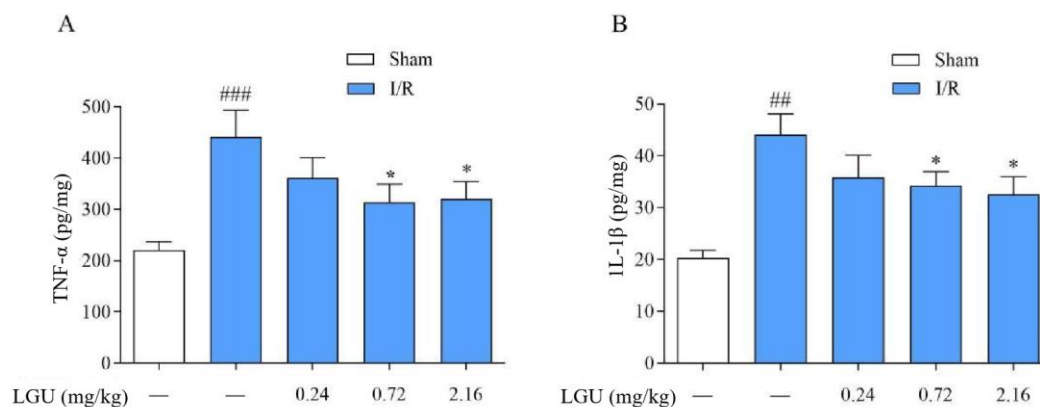 A
Sham
I/R
###
500
400
300
200
100
0
TNF-α (pg/mg)
*
*
LGU (mg/kg)
—
—
0.24
0.72
2.16
B
Sham
I/R
##
50
40
30
20
10
0
1L-1β (pg/mg)
*
*
LGU (mg/kg)
—
—
0.24
0.72
2.16